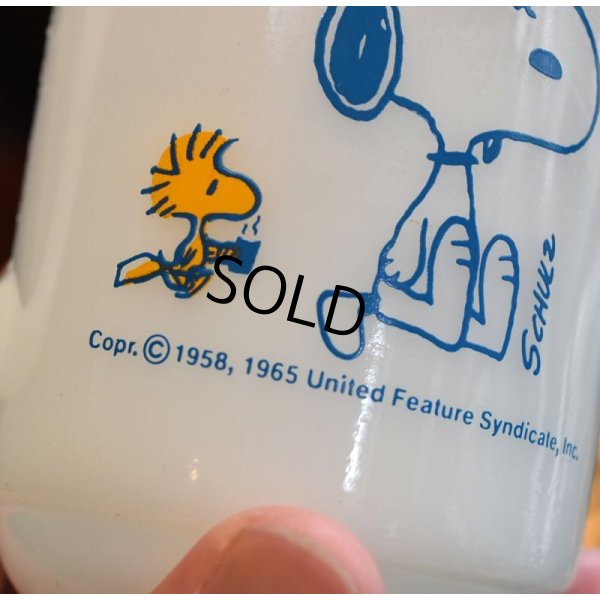 SCHULZ
SOLD
Copr. © 1958, 1965 United Feature Syndicate, Inc.